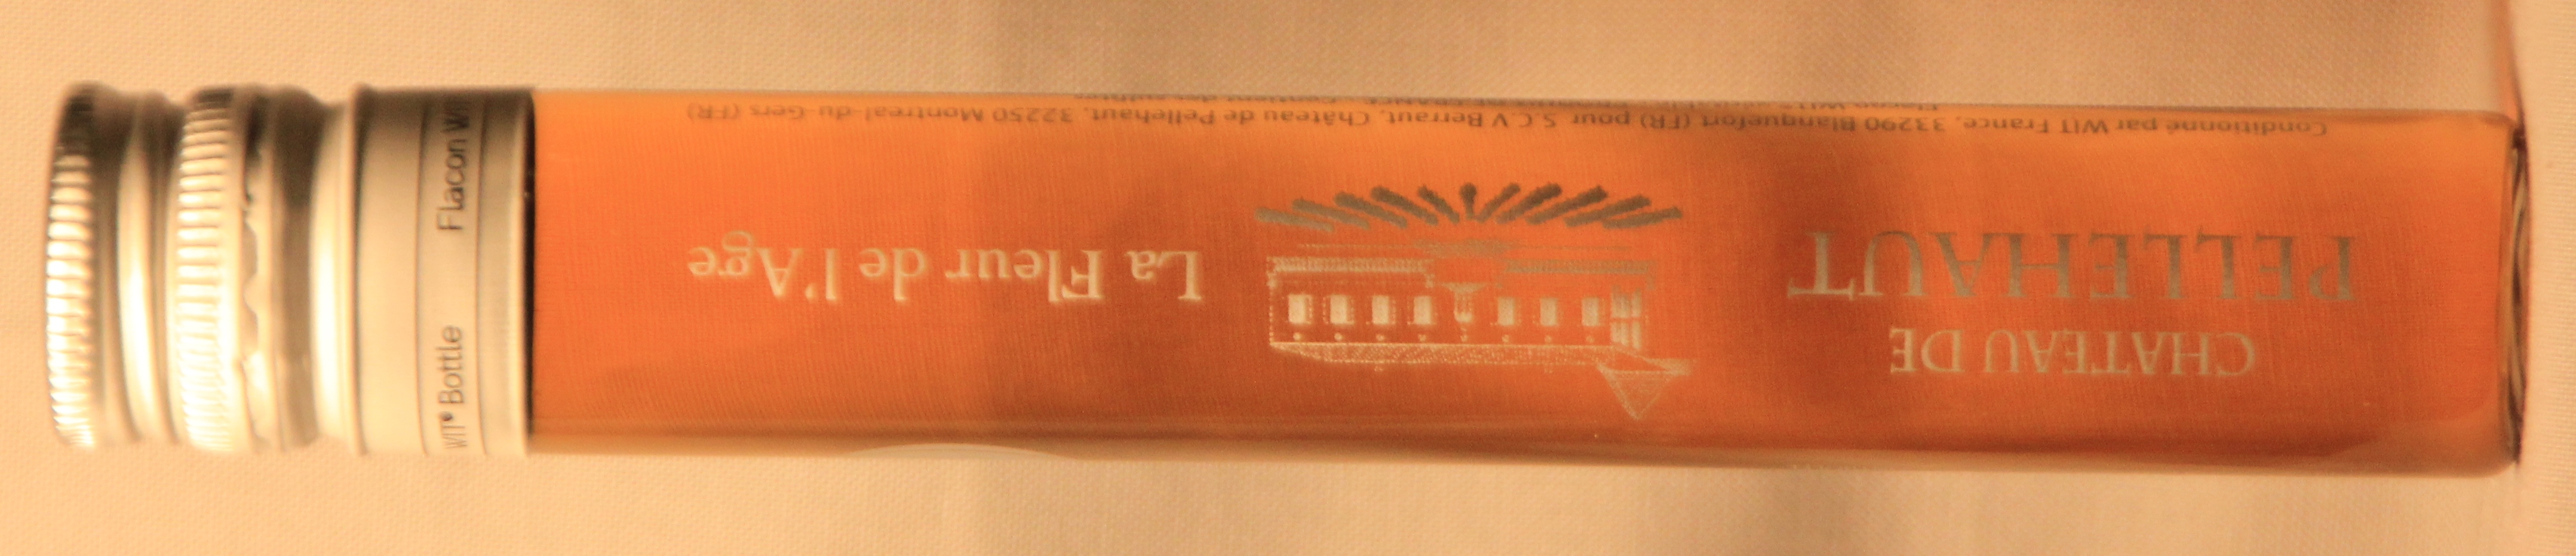 CHATEAU DE
PELLEHAUT
La Fleur de l'Age
Conditionné par WIT France, 33290 Blanquefort (FR) pour S C V Berraut, Château de Pellehaut, 32250 Montreal-du-Gers (FR)
WIT® Bottle Flacon